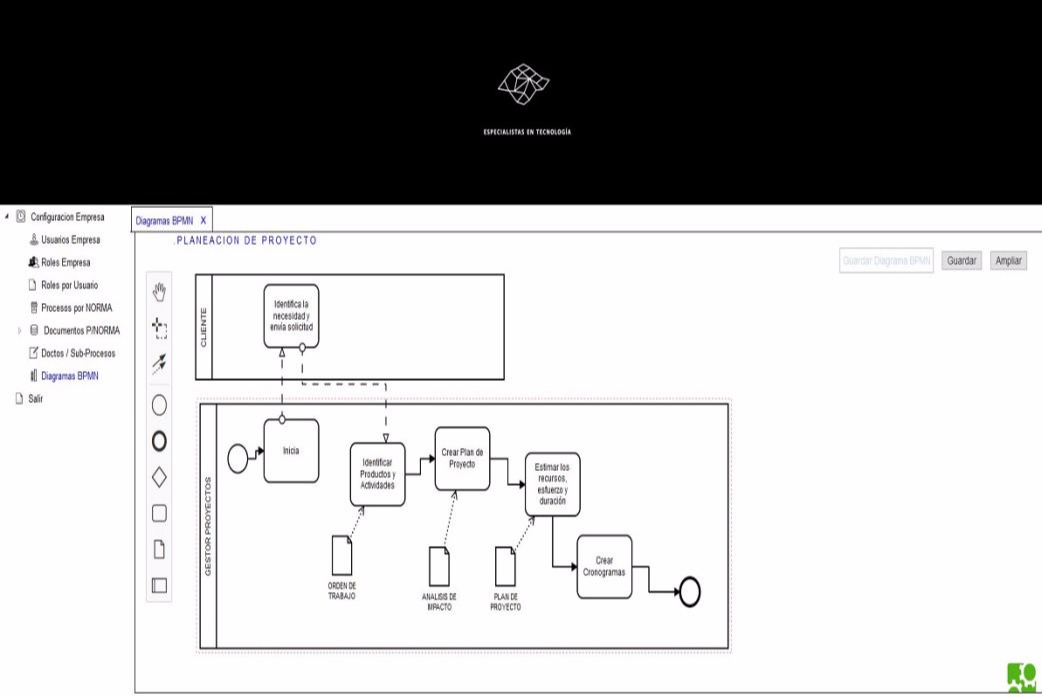 ESPECIALISTAS EN TECNOLOGÍA
Configuracion Empresa
Usuarios Empresa
Roles Empresa
Roles por Usuario
Procesos por NORMA
Documentos P/NORMA
Doctos / Sub-Procesos
Diagramas BPMN
Salir
Diagramas BPMN X
.PLANEACION DE PROYECTO
Guardar Diagrama BPMN
Guardar
Ampliar
CLIENTE
Identifica la
necesidad y
envía solicitud
GESTOR PROYECTOS
Inicia
Identificar
Productos y
Actividades
Crear Plan de
Proyecto
Estimar los
recursos,
esfuerzo y
duración
Crear
Cronogramas
ORDEN DE
TRABAJO
ANALISIS DE
IMPACTO
PLAN DE
PROYECTO